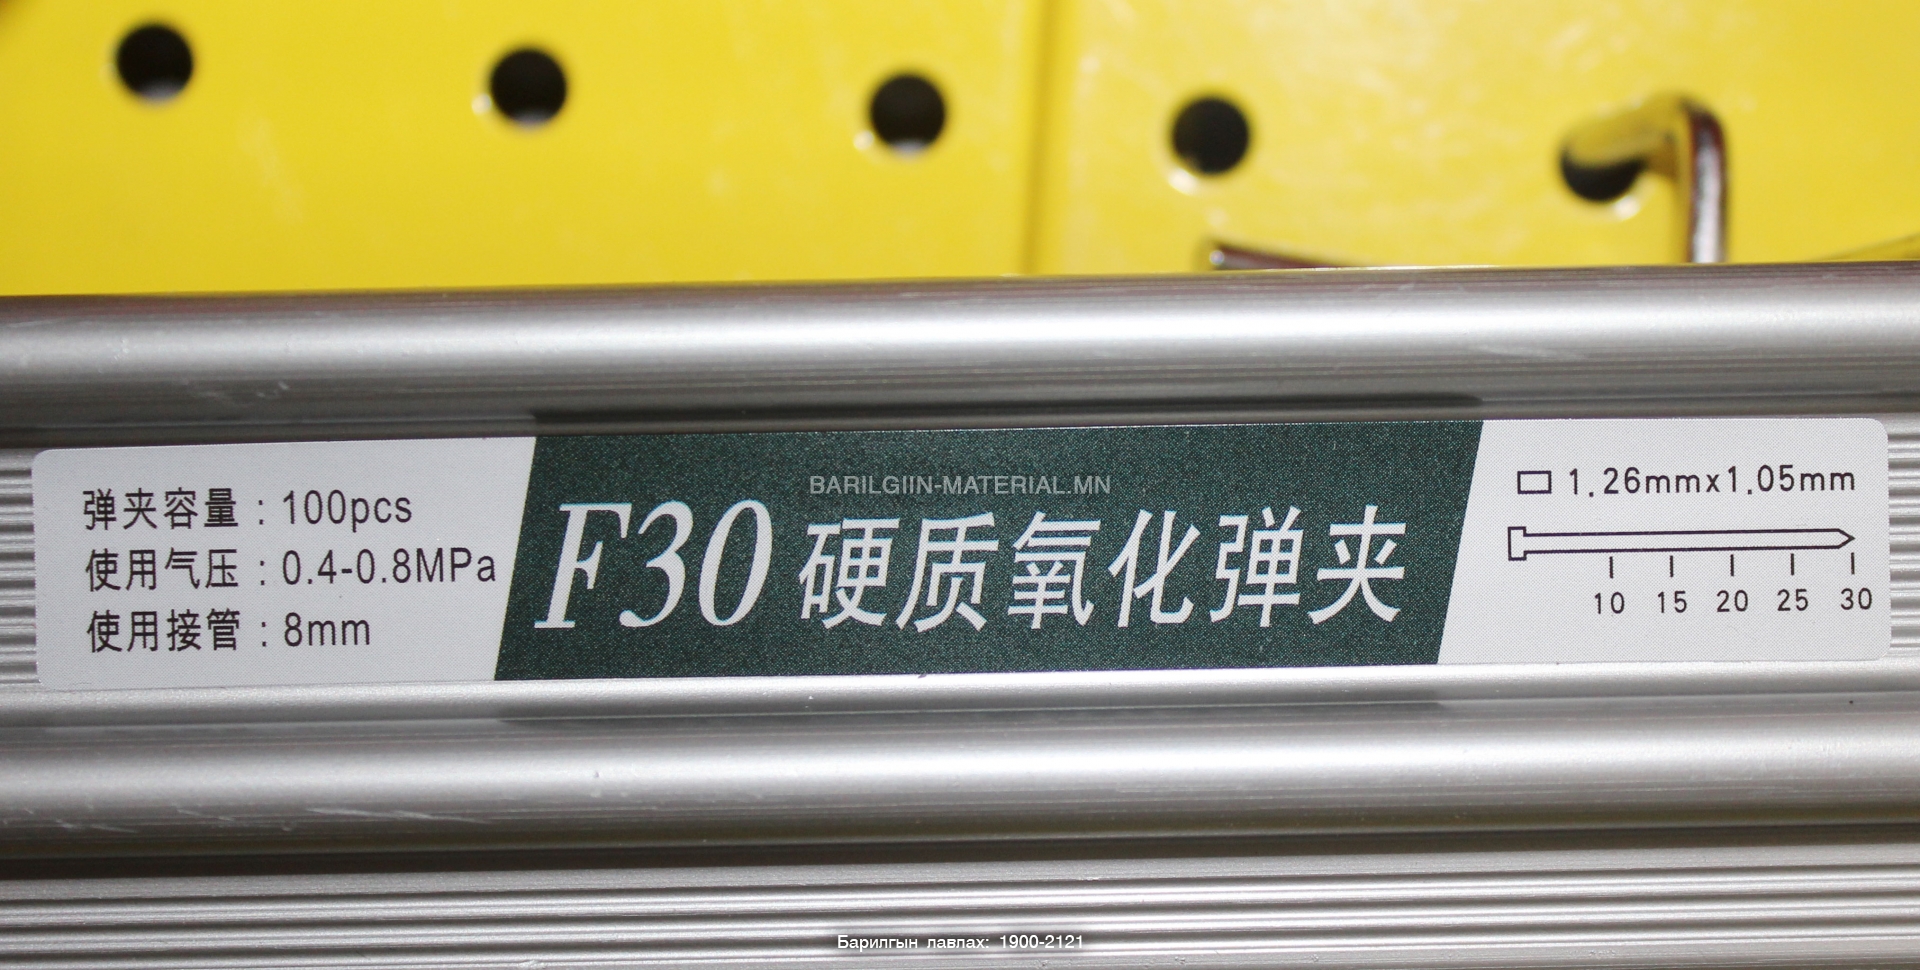 BARILGIIN-MATERIAL.MN
弹夹容量：100pcs
使用气压：0.4-0.8MPa
使用接管：8mm
F30 硬质氧化弹夹
1.26mmx1.05mm
10 15 20 25 30
Барилгын лавлах: 1900-2121